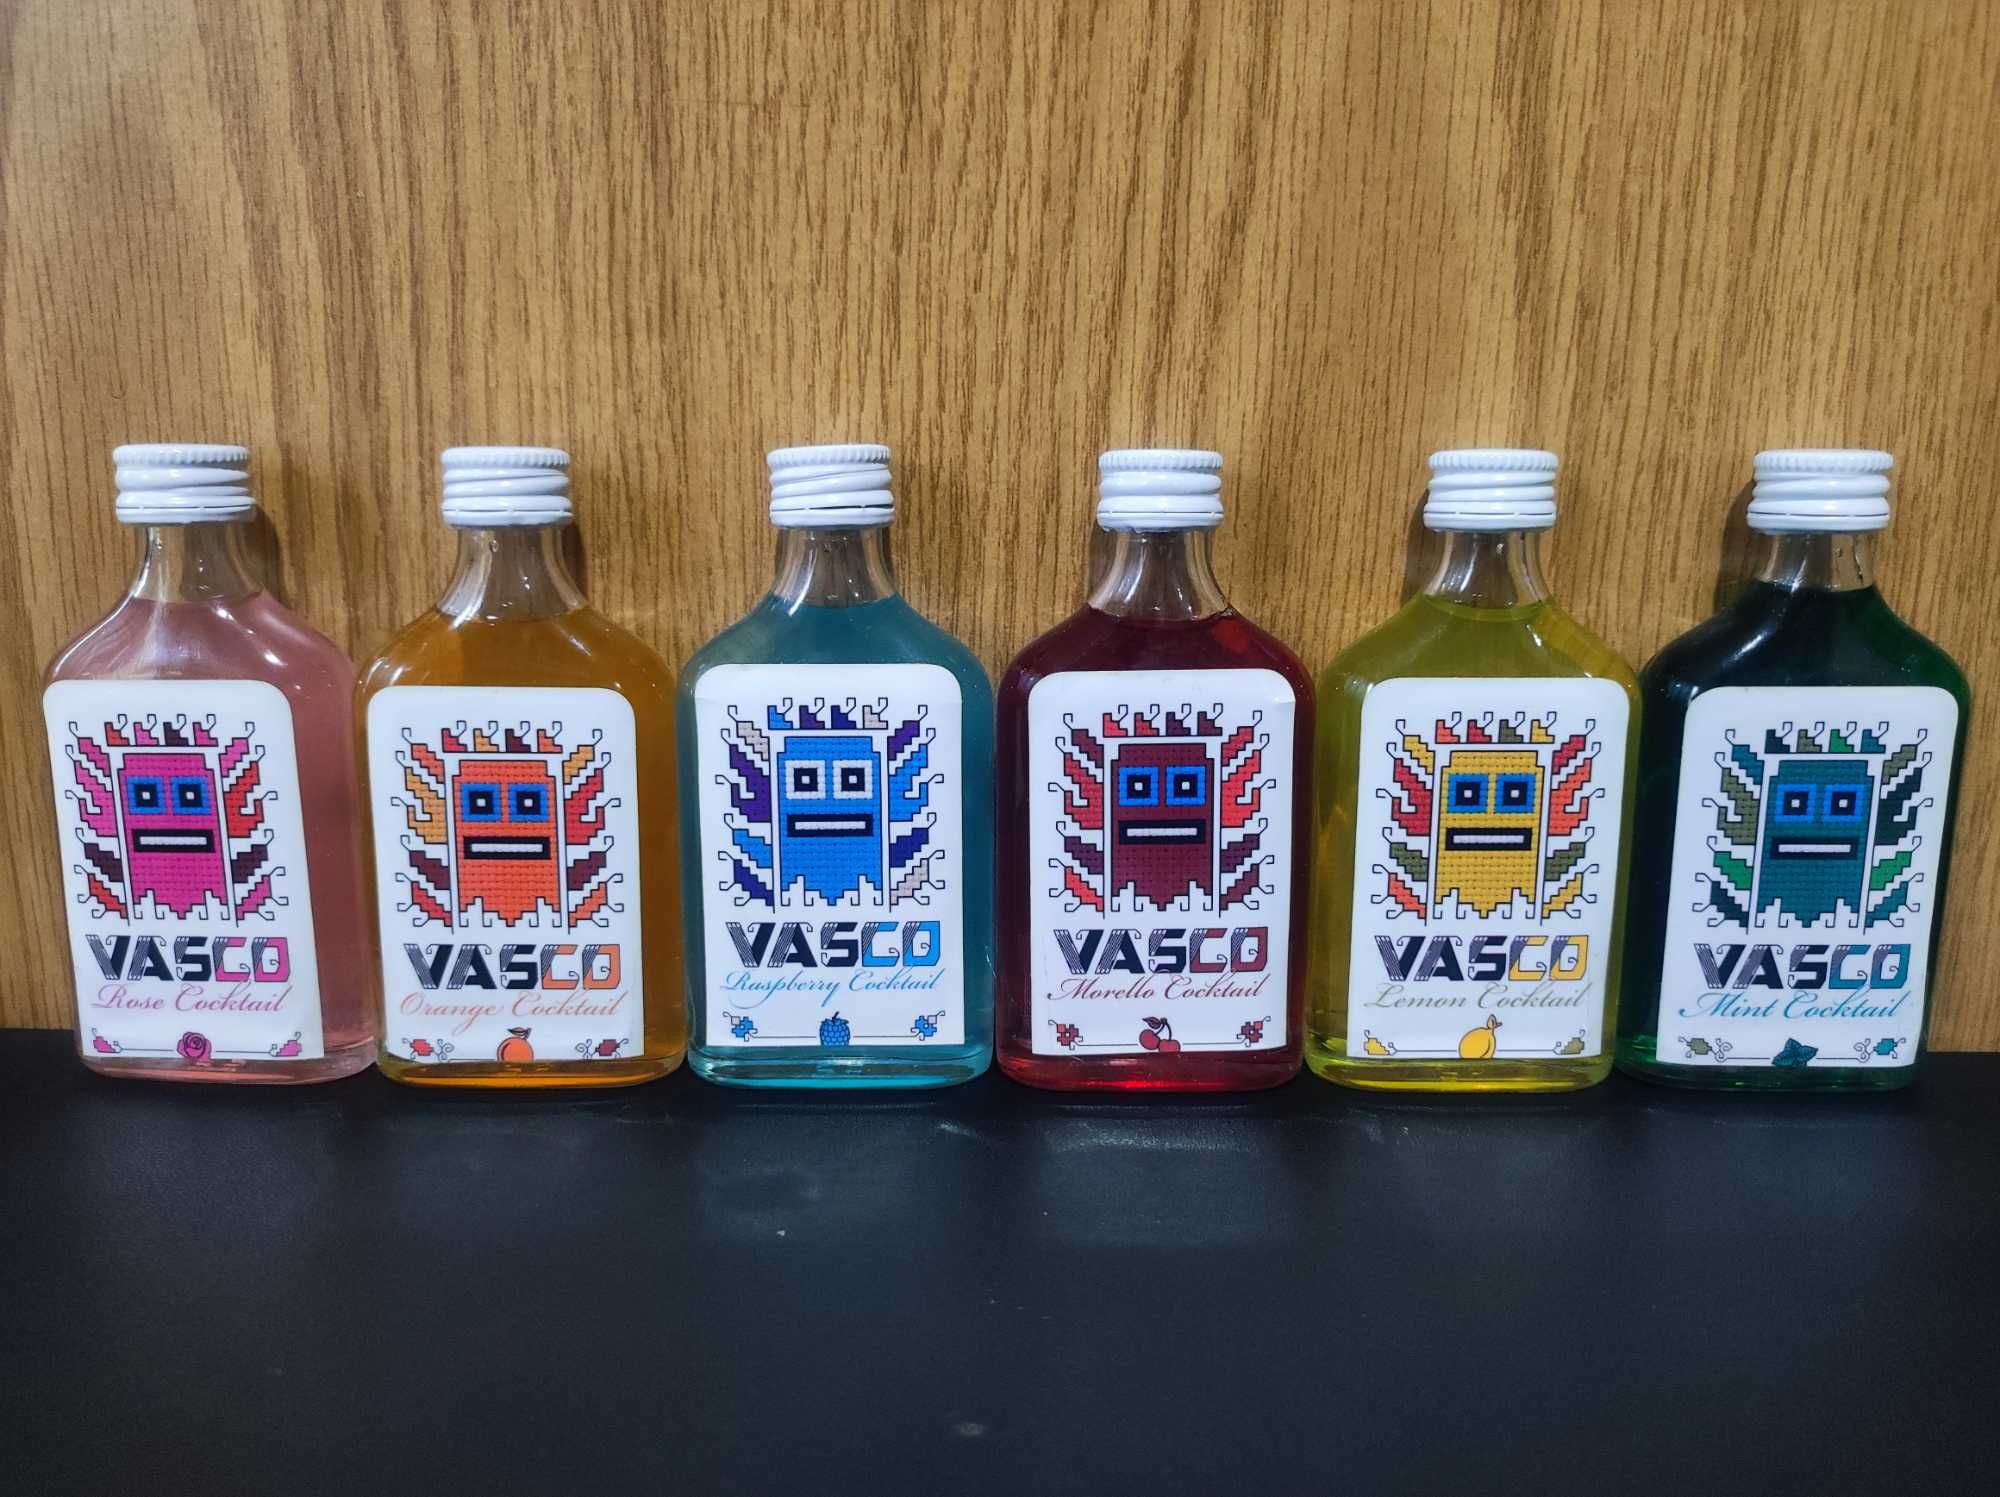 VASCO
Rose Cocktail
VASCO
Orange Cocktail
VASCO
Raspberry Cocktail
VASCO
Morello Cocktail
VASCO
Lemon Cocktail
VASCO
Mint Cocktail